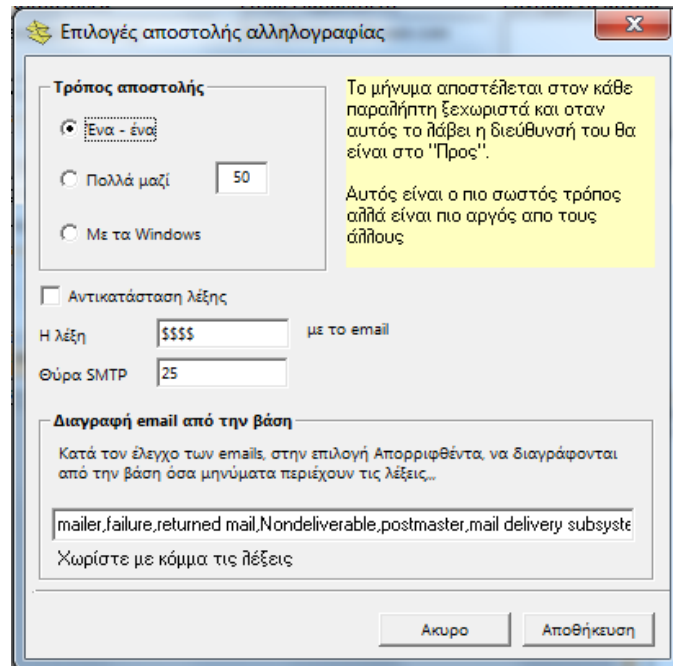 Επιλογές αποστολής αλληλογραφίας
Τρόπος αποστολής
Ένα - ένα
Πολλά μαζί 50
Με τα Windows
Το μήνυμα αποστέλεται στον κάθε
παραλήπτη ξεχωριστά και οταν
αυτός το λάβει η διεύθυνσή του θα
είναι στο "Προς".
Αυτός είναι ο πιο σωστός τρόπος
αλλά είναι πιο αργός απο τους
άλλους
Αντικατάσταση λέξης
Η λέξη $$$$ με το email
Θύρα SMTP 25
Διαγραφή email από την βάση
Κατά τον έλεγχο των emails, στην επιλογή Απορριφθέντα, να διαγράφονται
από την βάση όσα μηνύματα περιέχουν τις λέξεις,,,
mailer,failure,returned mail,Nondeliverable,postmaster,mail delivery subsyste
Χωρίστε με κόμμα τις λέξεις
Ακυρο Αποθήκευση